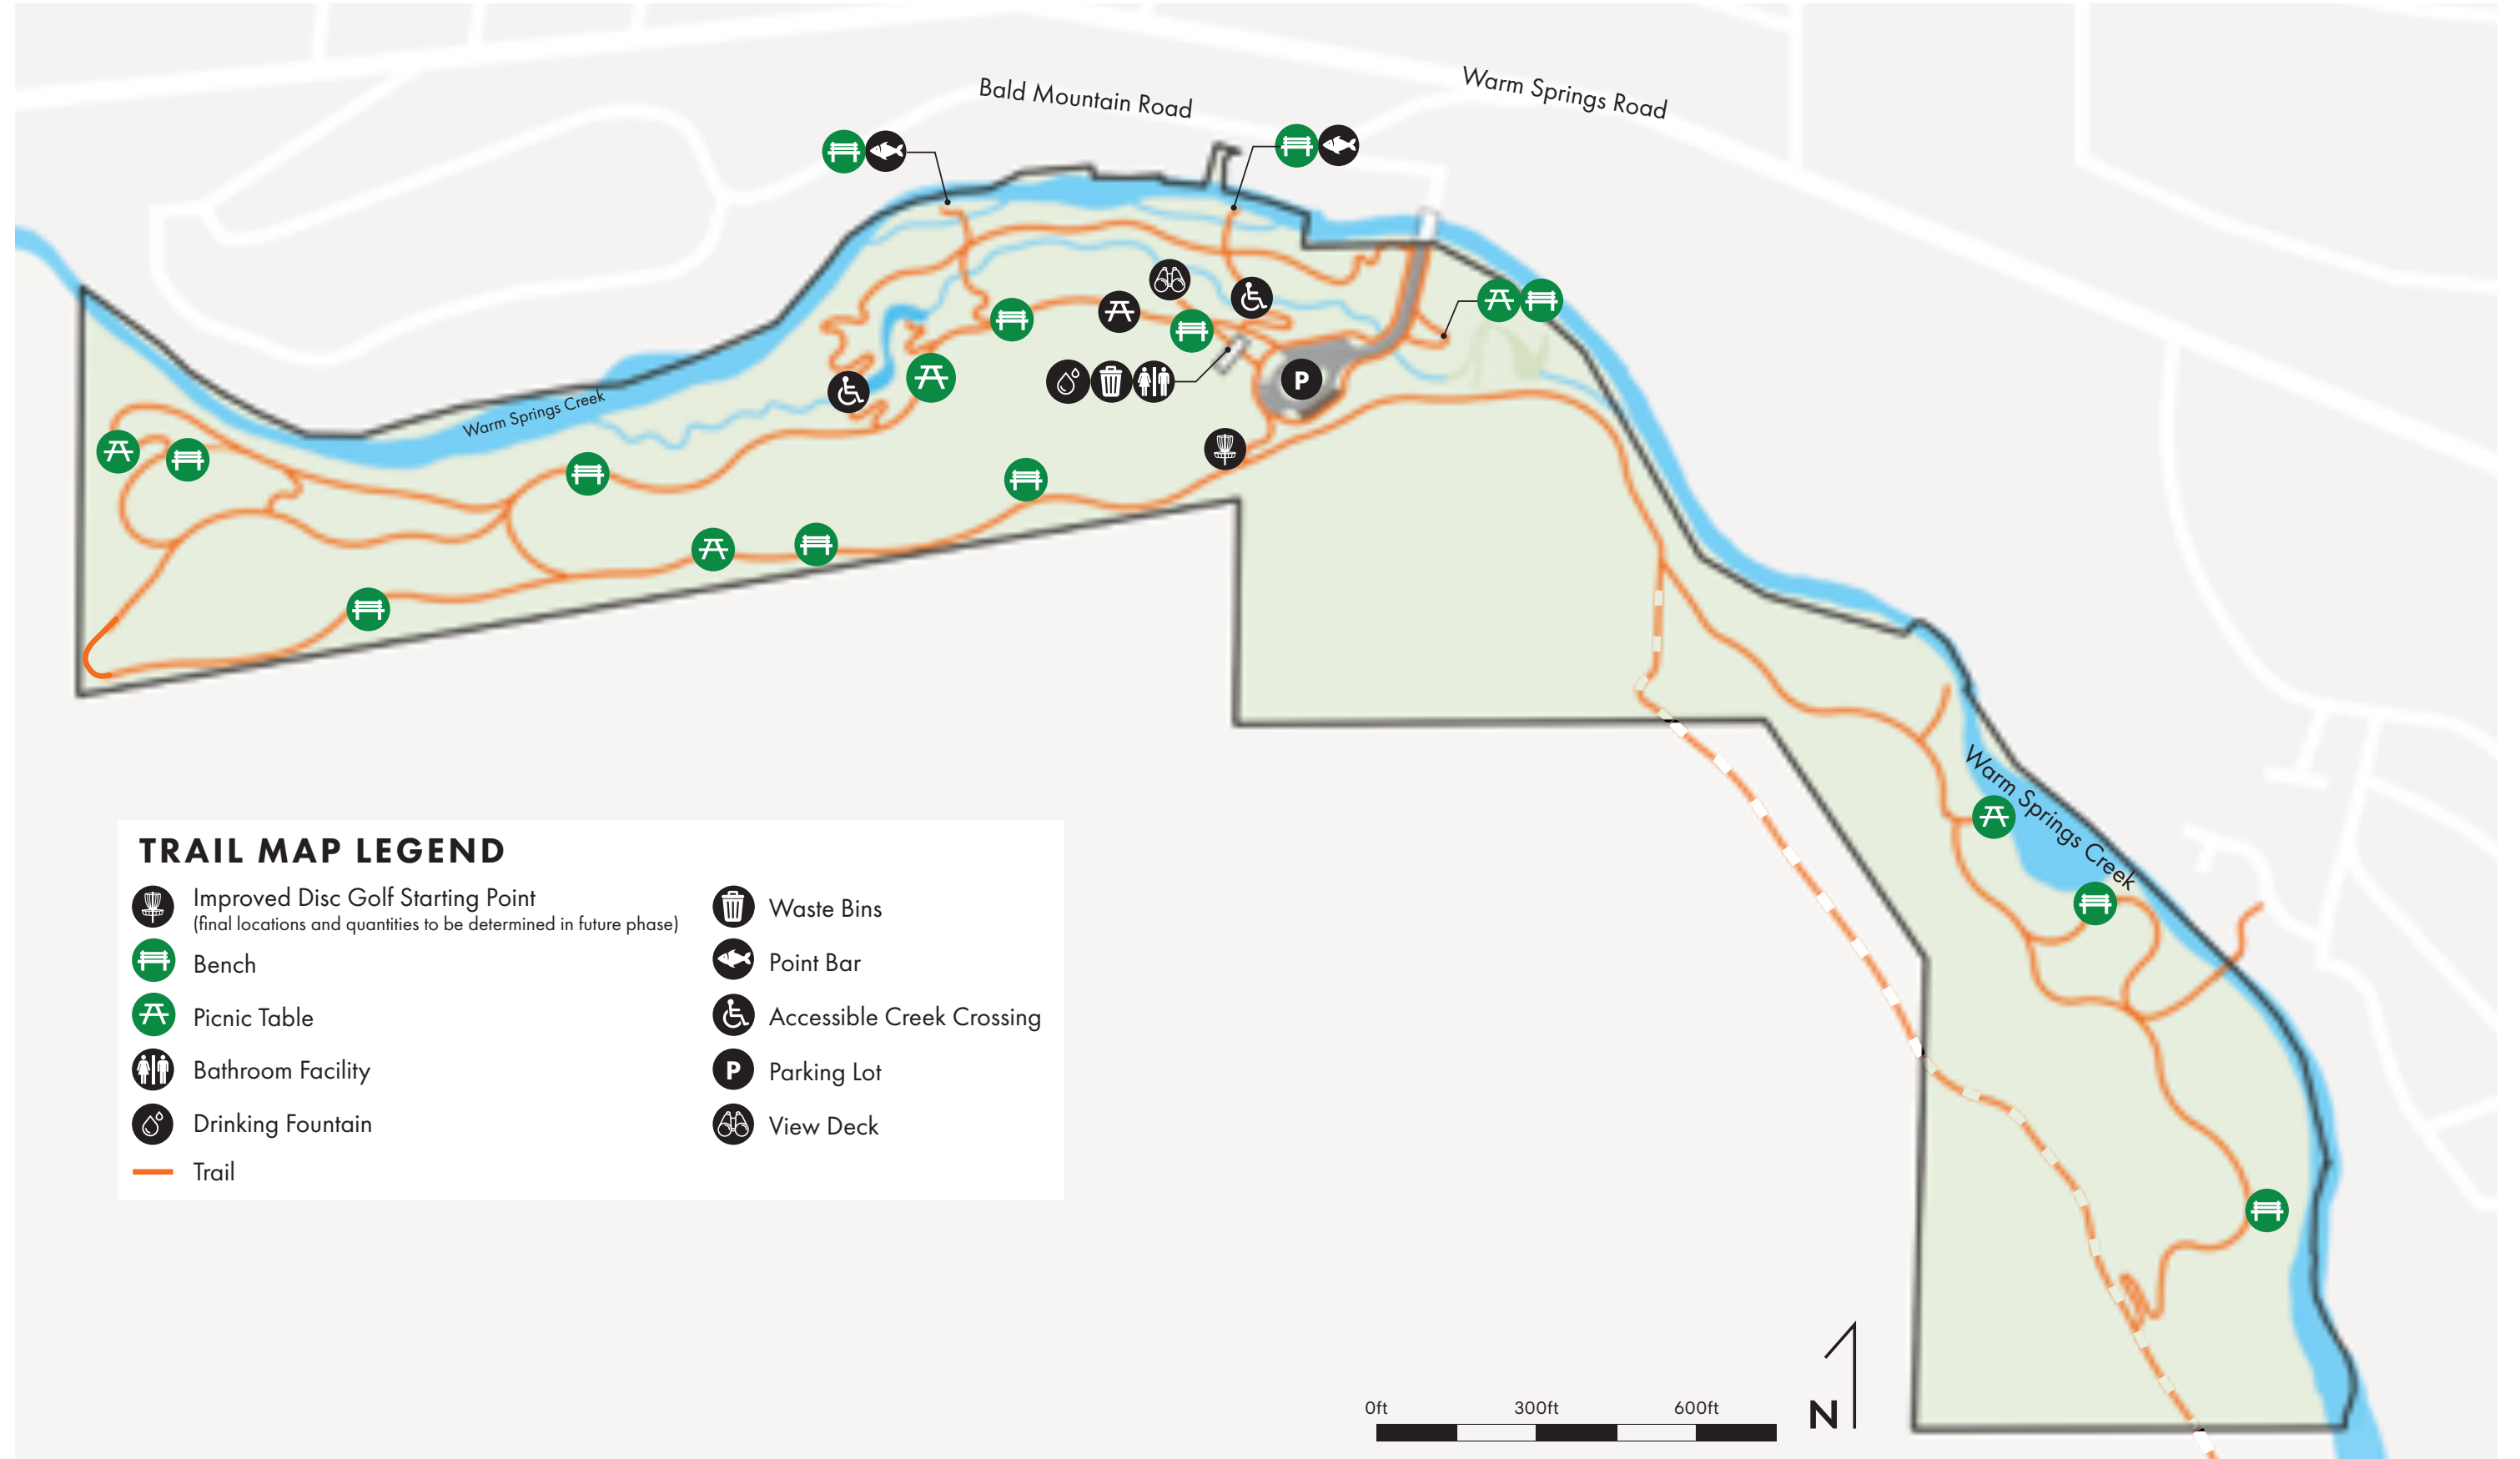 Bald Mountain Road
Warm Springs Road
Warm Springs Creek
P
Warm Springs Creek
TRAIL MAP LEGEND
Improved Disc Golf Starting Point
(final locations and quantities to be determined in future phase)
Bench
Picnic Table
Bathroom Facility
Drinking Fountain
Trail
Waste Bins
Point Bar
Accessible Creek Crossing
P Parking Lot
View Deck
0ft 300ft 600ft
N